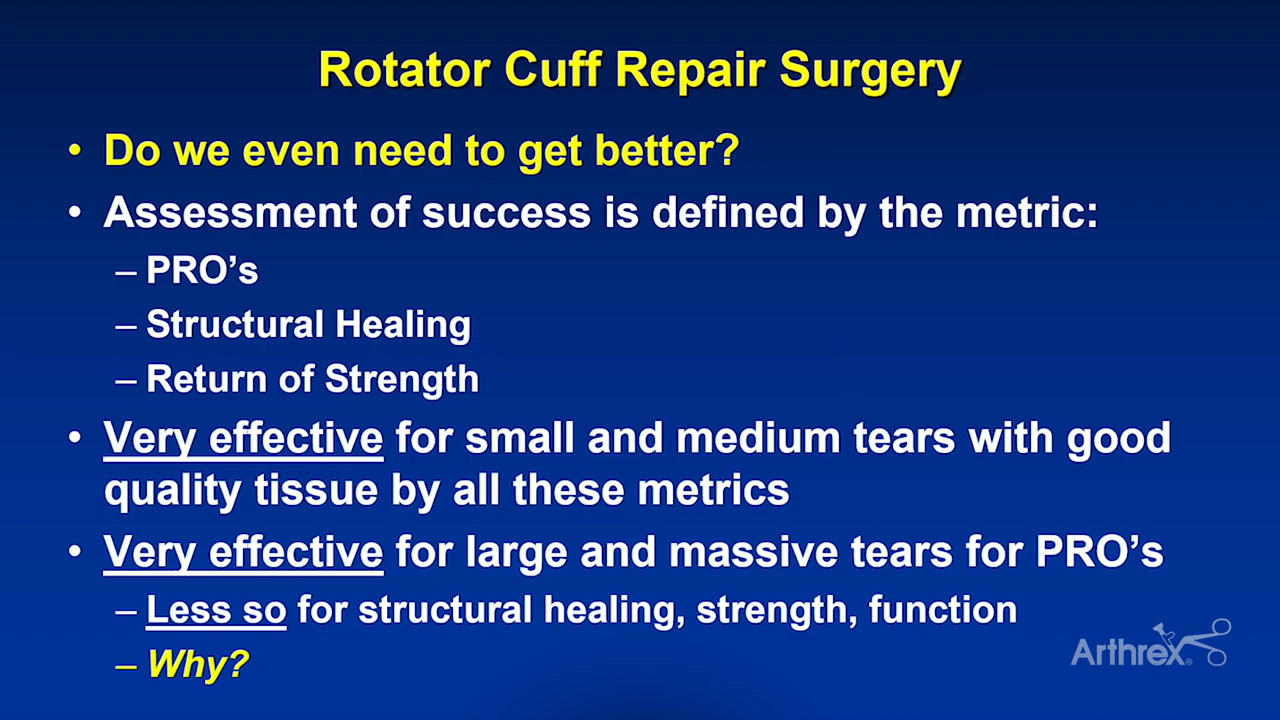 Rotator Cuff Repair Surgery
• Do we even need to get better?
• Assessment of success is defined by the metric:
– PRO's
– Structural Healing
– Return of Strength
• Very effective for small and medium tears with good
quality tissue by all these metrics
• Very effective for large and massive tears for PRO's
– Less so for structural healing, strength, function
– Why?
Arthrex®